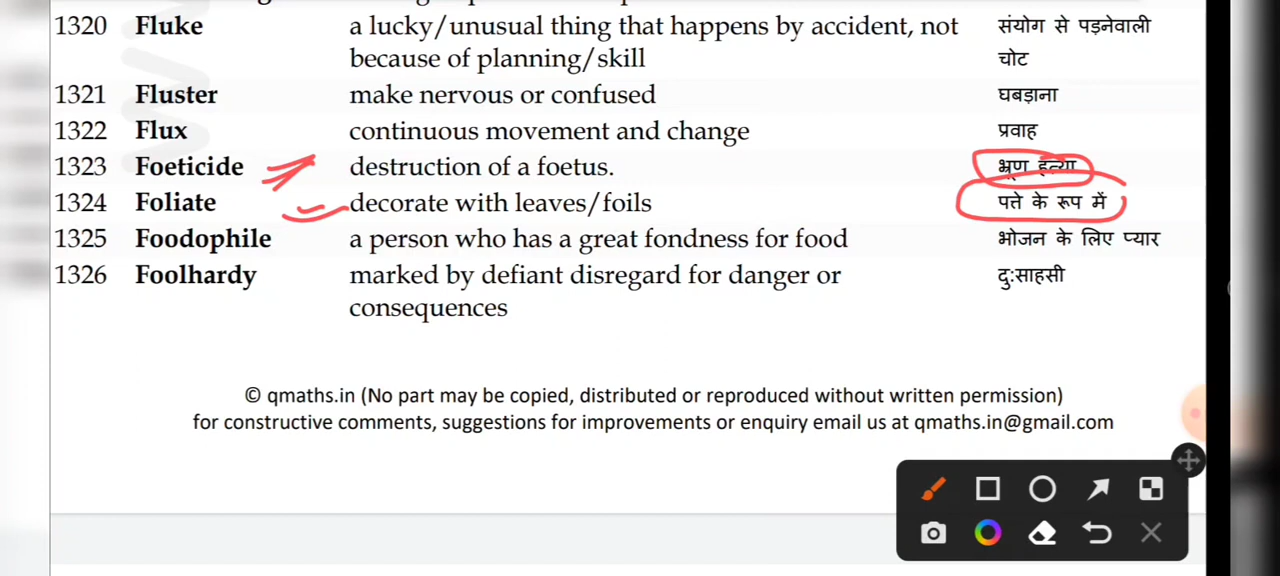 1320 Fluke a lucky/unusual thing that happens by accident, not संयोग से पड़नेवाली
because of planning/skill चोट
1321 Fluster make nervous or confused घबड़ाना
1322 Flux continuous movement and change प्रवाह
1323 Foeticide destruction of a foetus. भ्रूण हत्या
1324 Foliate decorate with leaves/foils पत्ते के रूप में
1325 Foodophile a person who has a great fondness for food भोजन के लिए प्यार
1326 Foolhardy marked by defiant disregard for danger or दुःसाहसी
consequences
© qmaths.in (No part may be copied, distributed or reproduced without written permission)
for constructive comments, suggestions for improvements or enquiry email us at qmaths.in@gmail.com